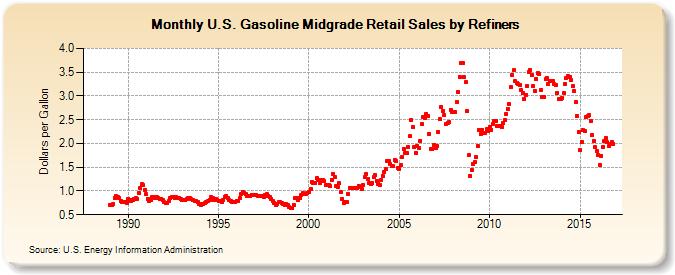 Monthly U.S. Gasoline Midgrade Retail Sales by Refiners
Dollars per Gallon
4.0
3.5
3.0
2.5
2.0
1.5
1.0
0.5
1990 1995 2000 2005 2010 2015
Source: U.S. Energy Information Administration